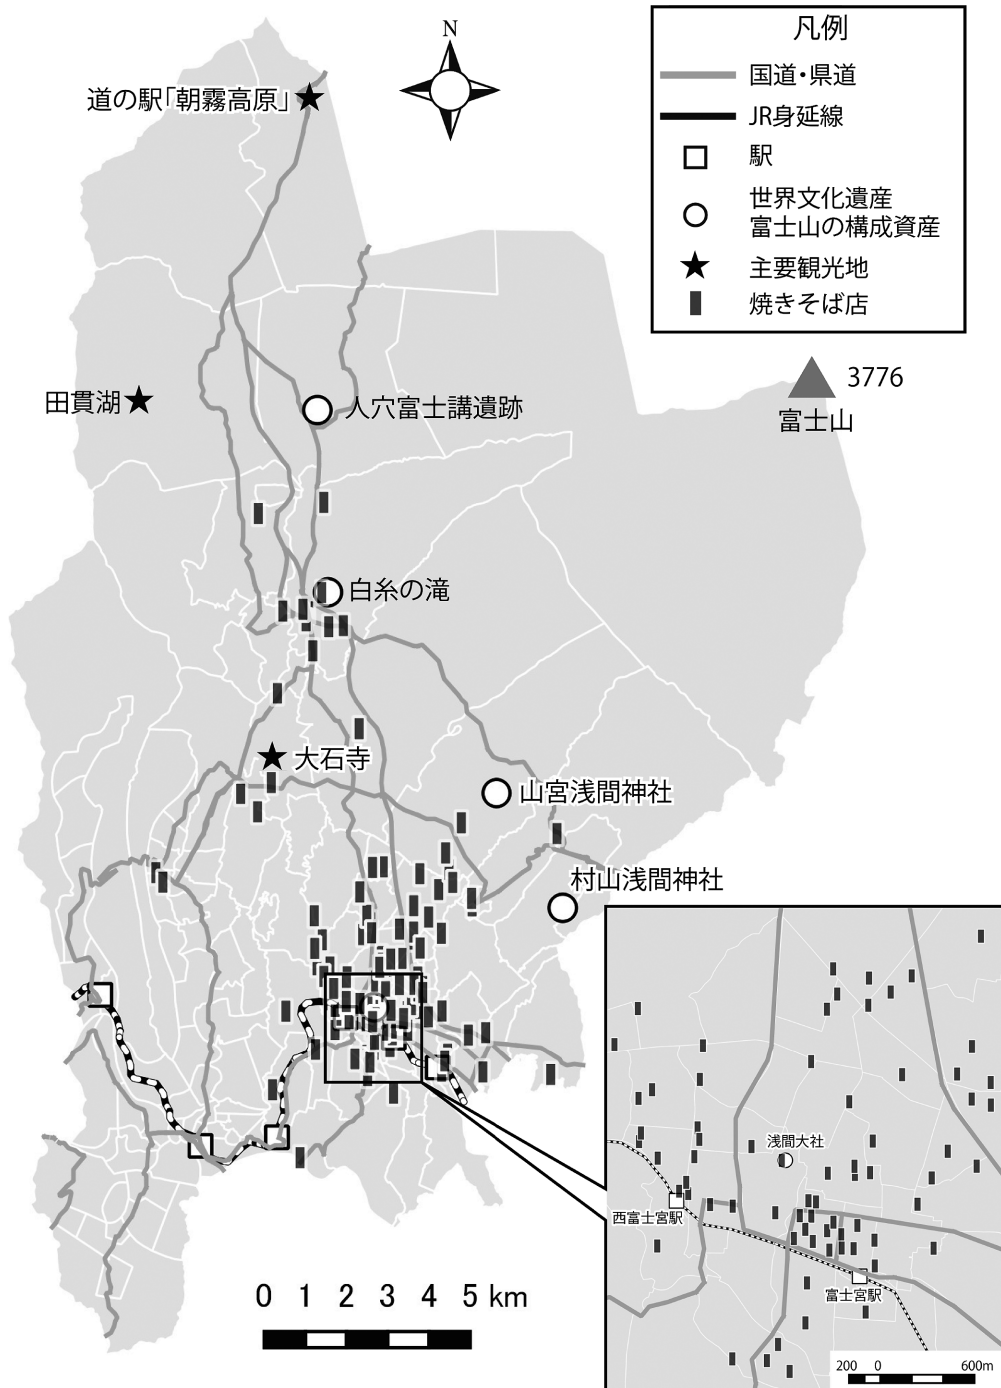 N
凡例
国道・県道
JR身延線
駅
世界文化遺産
富士山の構成資産
主要観光地
焼きそば店
道の駅「朝霧高原」
3776
富士山
田貫湖
人穴富士講遺跡
白糸の滝
大石寺
山宮浅間神社
村山浅間神社
浅間大社
西富士宮駅
富士宮駅
0 1 2 3 4 5 km
200 0 600m